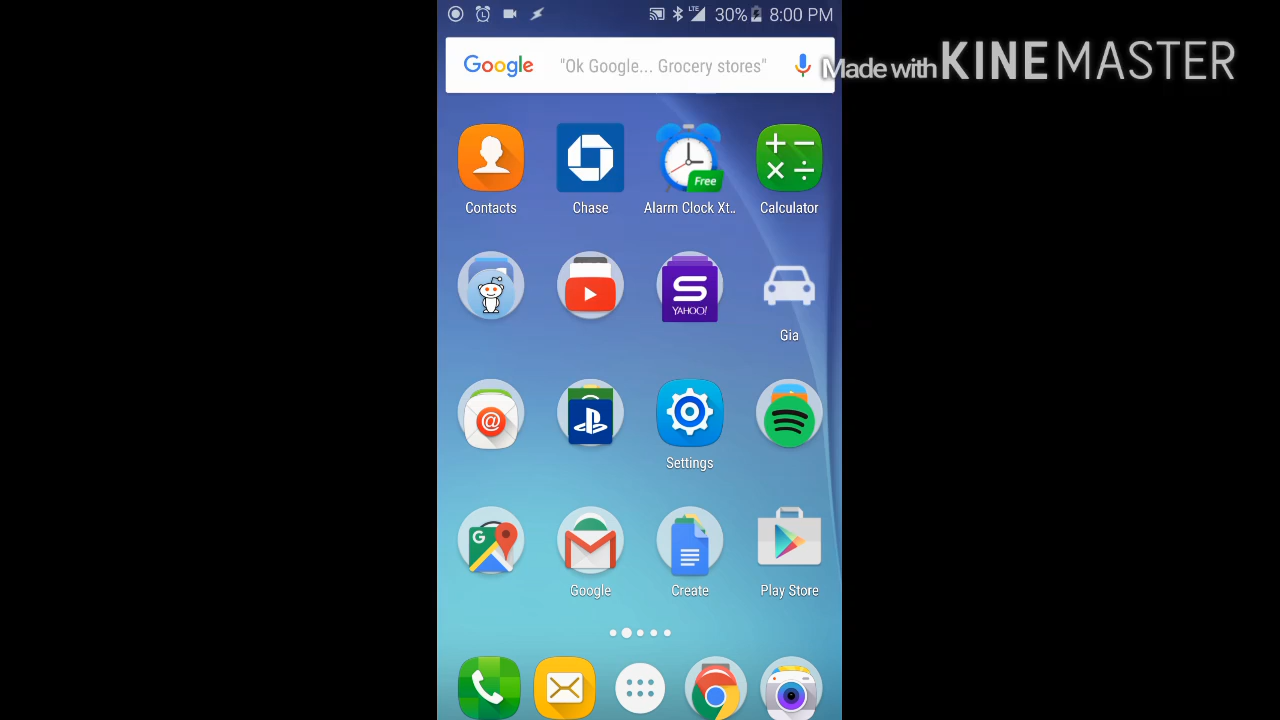 LTE 30% 8:00 PM
Google "Ok Google... Grocery stores"
Made with KINEMASTER
Free
Contacts Chase Alarm Clock Xt.. Calculator
S
YAHOO!
Gia
@
Settings
G
Google Create Play Store